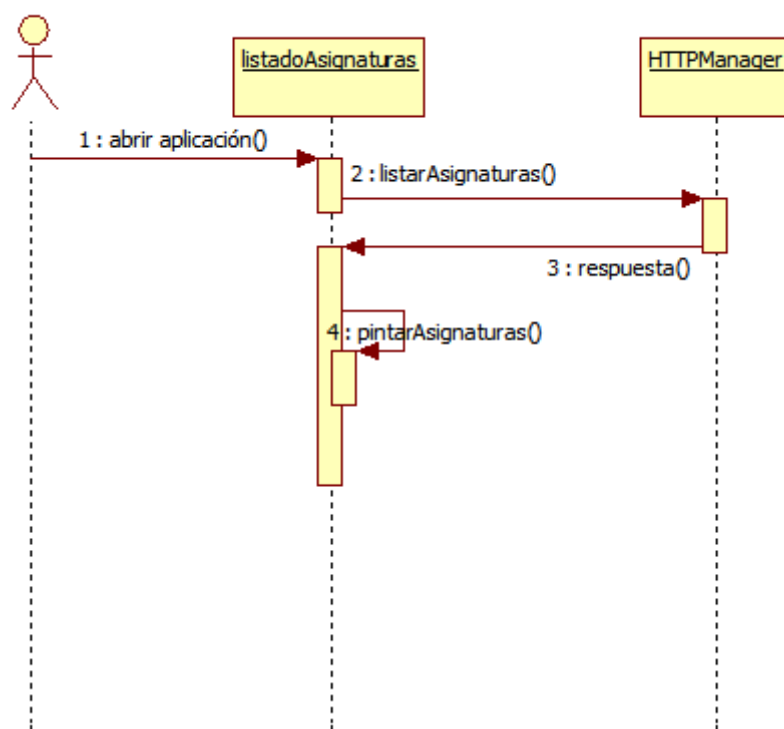 listadoAsignaturas
HTTPManager
1 : abrir aplicación()
2 : listarAsignaturas()
3 : respuesta()
4 : pintarAsignaturas()